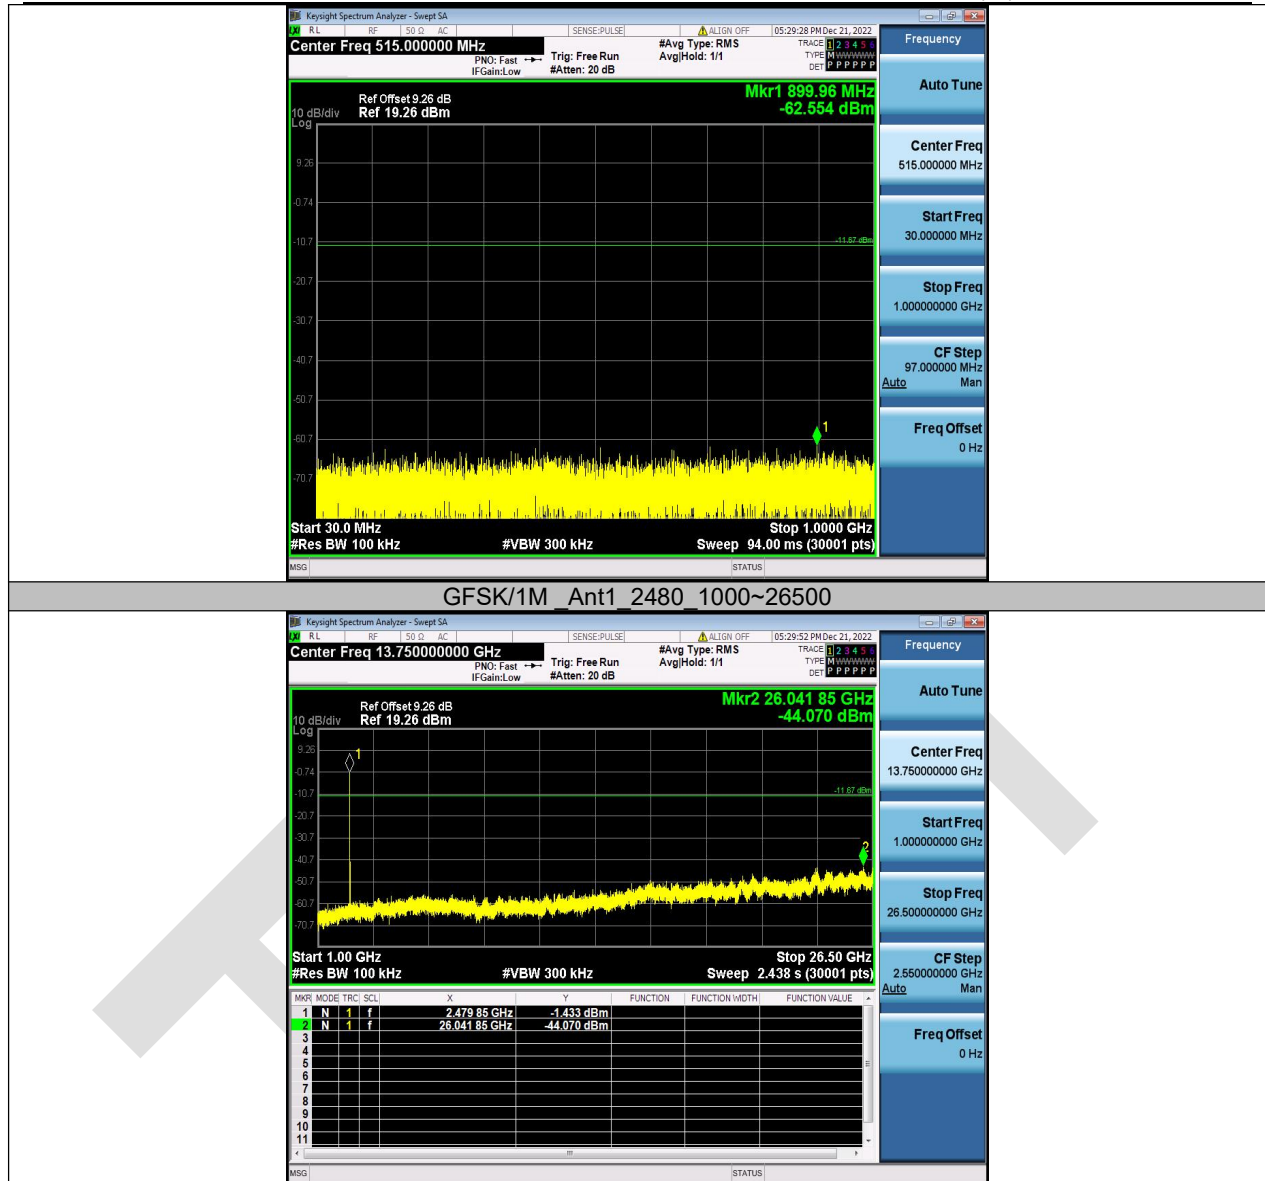 Keysight Spectrum Analyzer - Swept SA
LXI RL RF 50 Ω AC SENSE:PULSE ALIGN OFF 05:29:28 PM Dec 21, 2022
Center Freq 515.000000 MHz #Avg Type: RMS TRACE 1 2 3 4 5 6
PNO: Fast Trig: Free Run Avg|Hold: 1/1 TYPE M W W W W W
IFGain:Low #Atten: 20 dB DET P P P P P P
Frequency
Auto Tune
Mkr1 899.96 MHz
-62.554 dBm
Ref Offset 9.26 dB
10 dB/div Ref 19.26 dBm
Log
9.26
-0.74
-10.7
-11.67 dBm
-20.7
-30.7
-40.7
-50.7
-60.7
-70.7
1
Start 30.0 MHz Stop 1.0000 GHz
#Res BW 100 kHz #VBW 300 kHz Sweep 94.00 ms (30001 pts)
MSG STATUS
Center Freq
515.000000 MHz
Start Freq
30.000000 MHz
Stop Freq
1.000000000 GHz
CF Step
97.000000 MHz
Auto Man
Freq Offset
0 Hz
GFSK/1M _Ant1_2480_1000~26500
Keysight Spectrum Analyzer - Swept SA
LXI RL RF 50 Ω AC SENSE:PULSE ALIGN OFF 05:29:52 PM Dec 21, 2022
Center Freq 13.750000000 GHz #Avg Type: RMS TRACE 1 2 3 4 5 6
PNO: Fast Trig: Free Run Avg|Hold: 1/1 TYPE M W W W W W
IFGain:Low #Atten: 20 dB DET P P P P P P
Frequency
Auto Tune
Mkr2 26.041 85 GHz
-44.070 dBm
Ref Offset 9.26 dB
10 dB/div Ref 19.26 dBm
Log
9.26
-0.74
-10.7
-11.67 dBm
-20.7
-30.7
-40.7
-50.7
-60.7
-70.7
1
2
Start 1.00 GHz Stop 26.50 GHz
#Res BW 100 kHz #VBW 300 kHz Sweep 2.438 s (30001 pts)
MKR MODE TRC SCL X Y FUNCTION FUNCTION WIDTH FUNCTION VALUE
1 N 1 f 2.479 85 GHz -1.433 dBm
2 N 1 f 26.041 85 GHz -44.070 dBm
3
4
5
6
7
8
9
10
11
MSG STATUS
Center Freq
13.750000000 GHz
Start Freq
1.000000000 GHz
Stop Freq
26.500000000 GHz
CF Step
2.550000000 GHz
Auto Man
Freq Offset
0 Hz